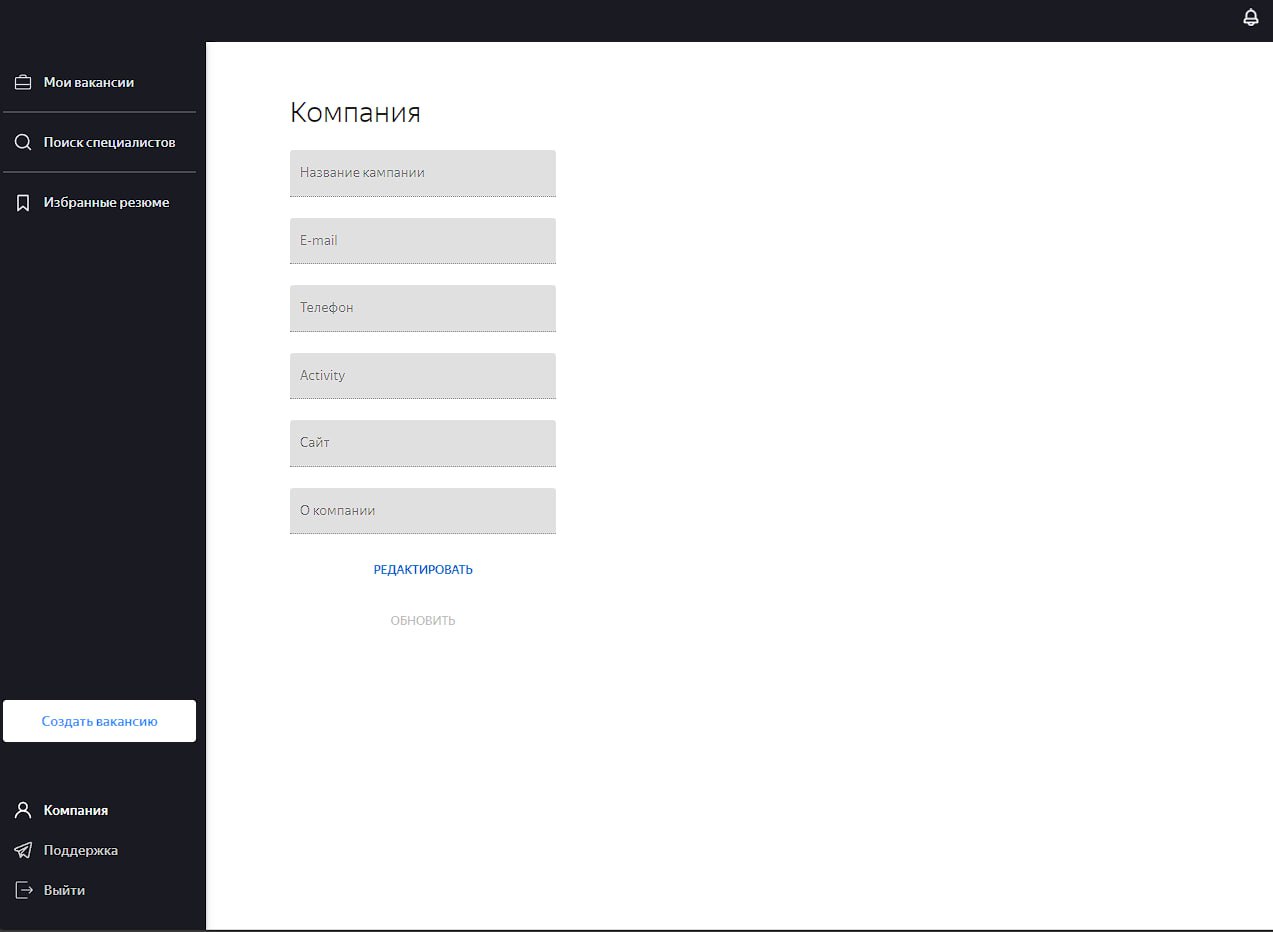 Мои вакансии
Поиск специалистов
Избранные резюме
Создать вакансию
Компания
Поддержка
Выйти
Компания
Название кампании
E-mail
Телефон
Activity
Сайт
О компании
РЕДАКТИРОВАТЬ
ОБНОВИТЬ